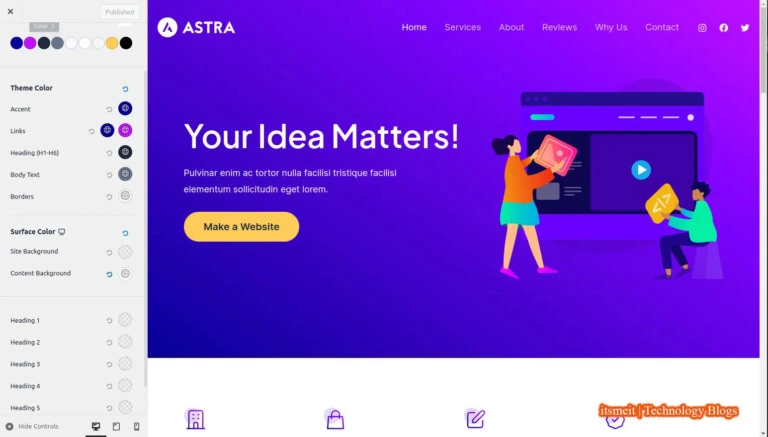 Published
Color 2
Theme Color
Accent
Links
Heading (H1-H6)
Body Text
Borders
Surface Color
Site Background
Content Background
Heading 1
Heading 2
Heading 3
Heading 4
Heading 5
Hide Controls
ASTRA
Home Services About Reviews Why Us Contact
Your Idea Matters!
Pulvinar enim ac tortor nulla facilisi tristique facilisi
elementum sollicitudin eget lorem.
Make a Website
</>
itsmeit | Technology Blogs